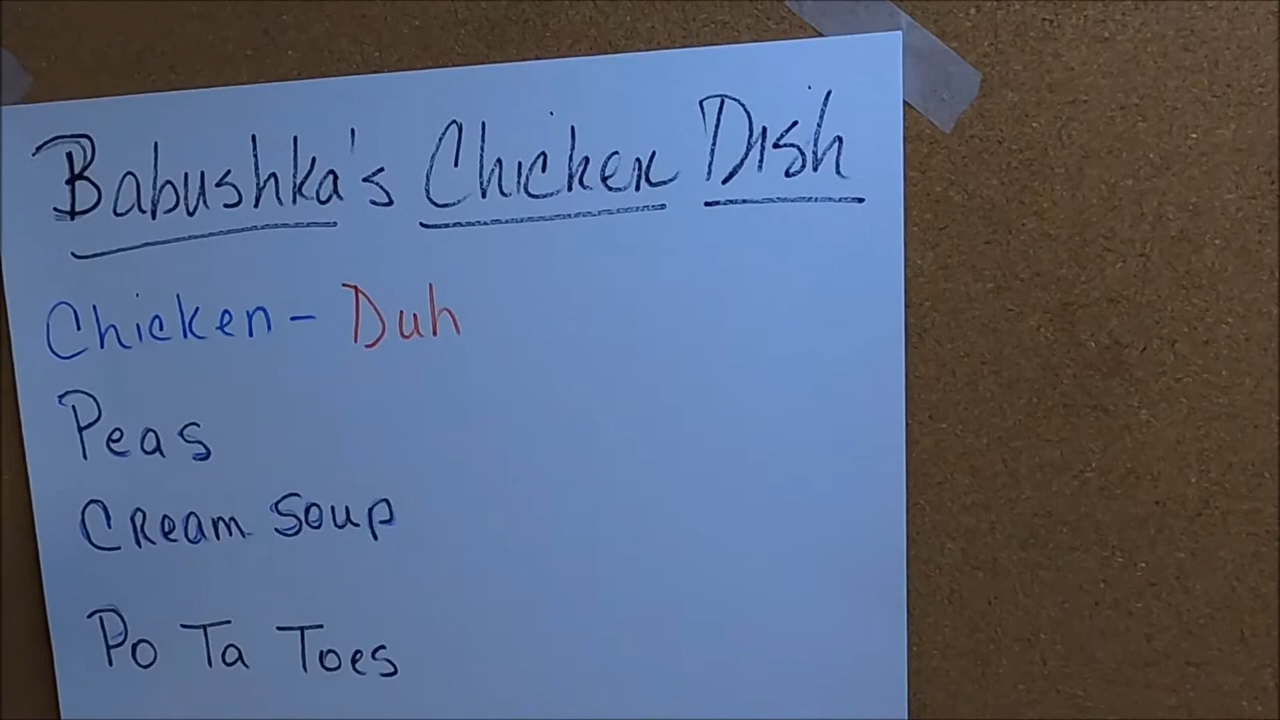 Babushka's Chicken Dish
Chicken - Duh
Peas
Cream Soup
Po Ta Toes